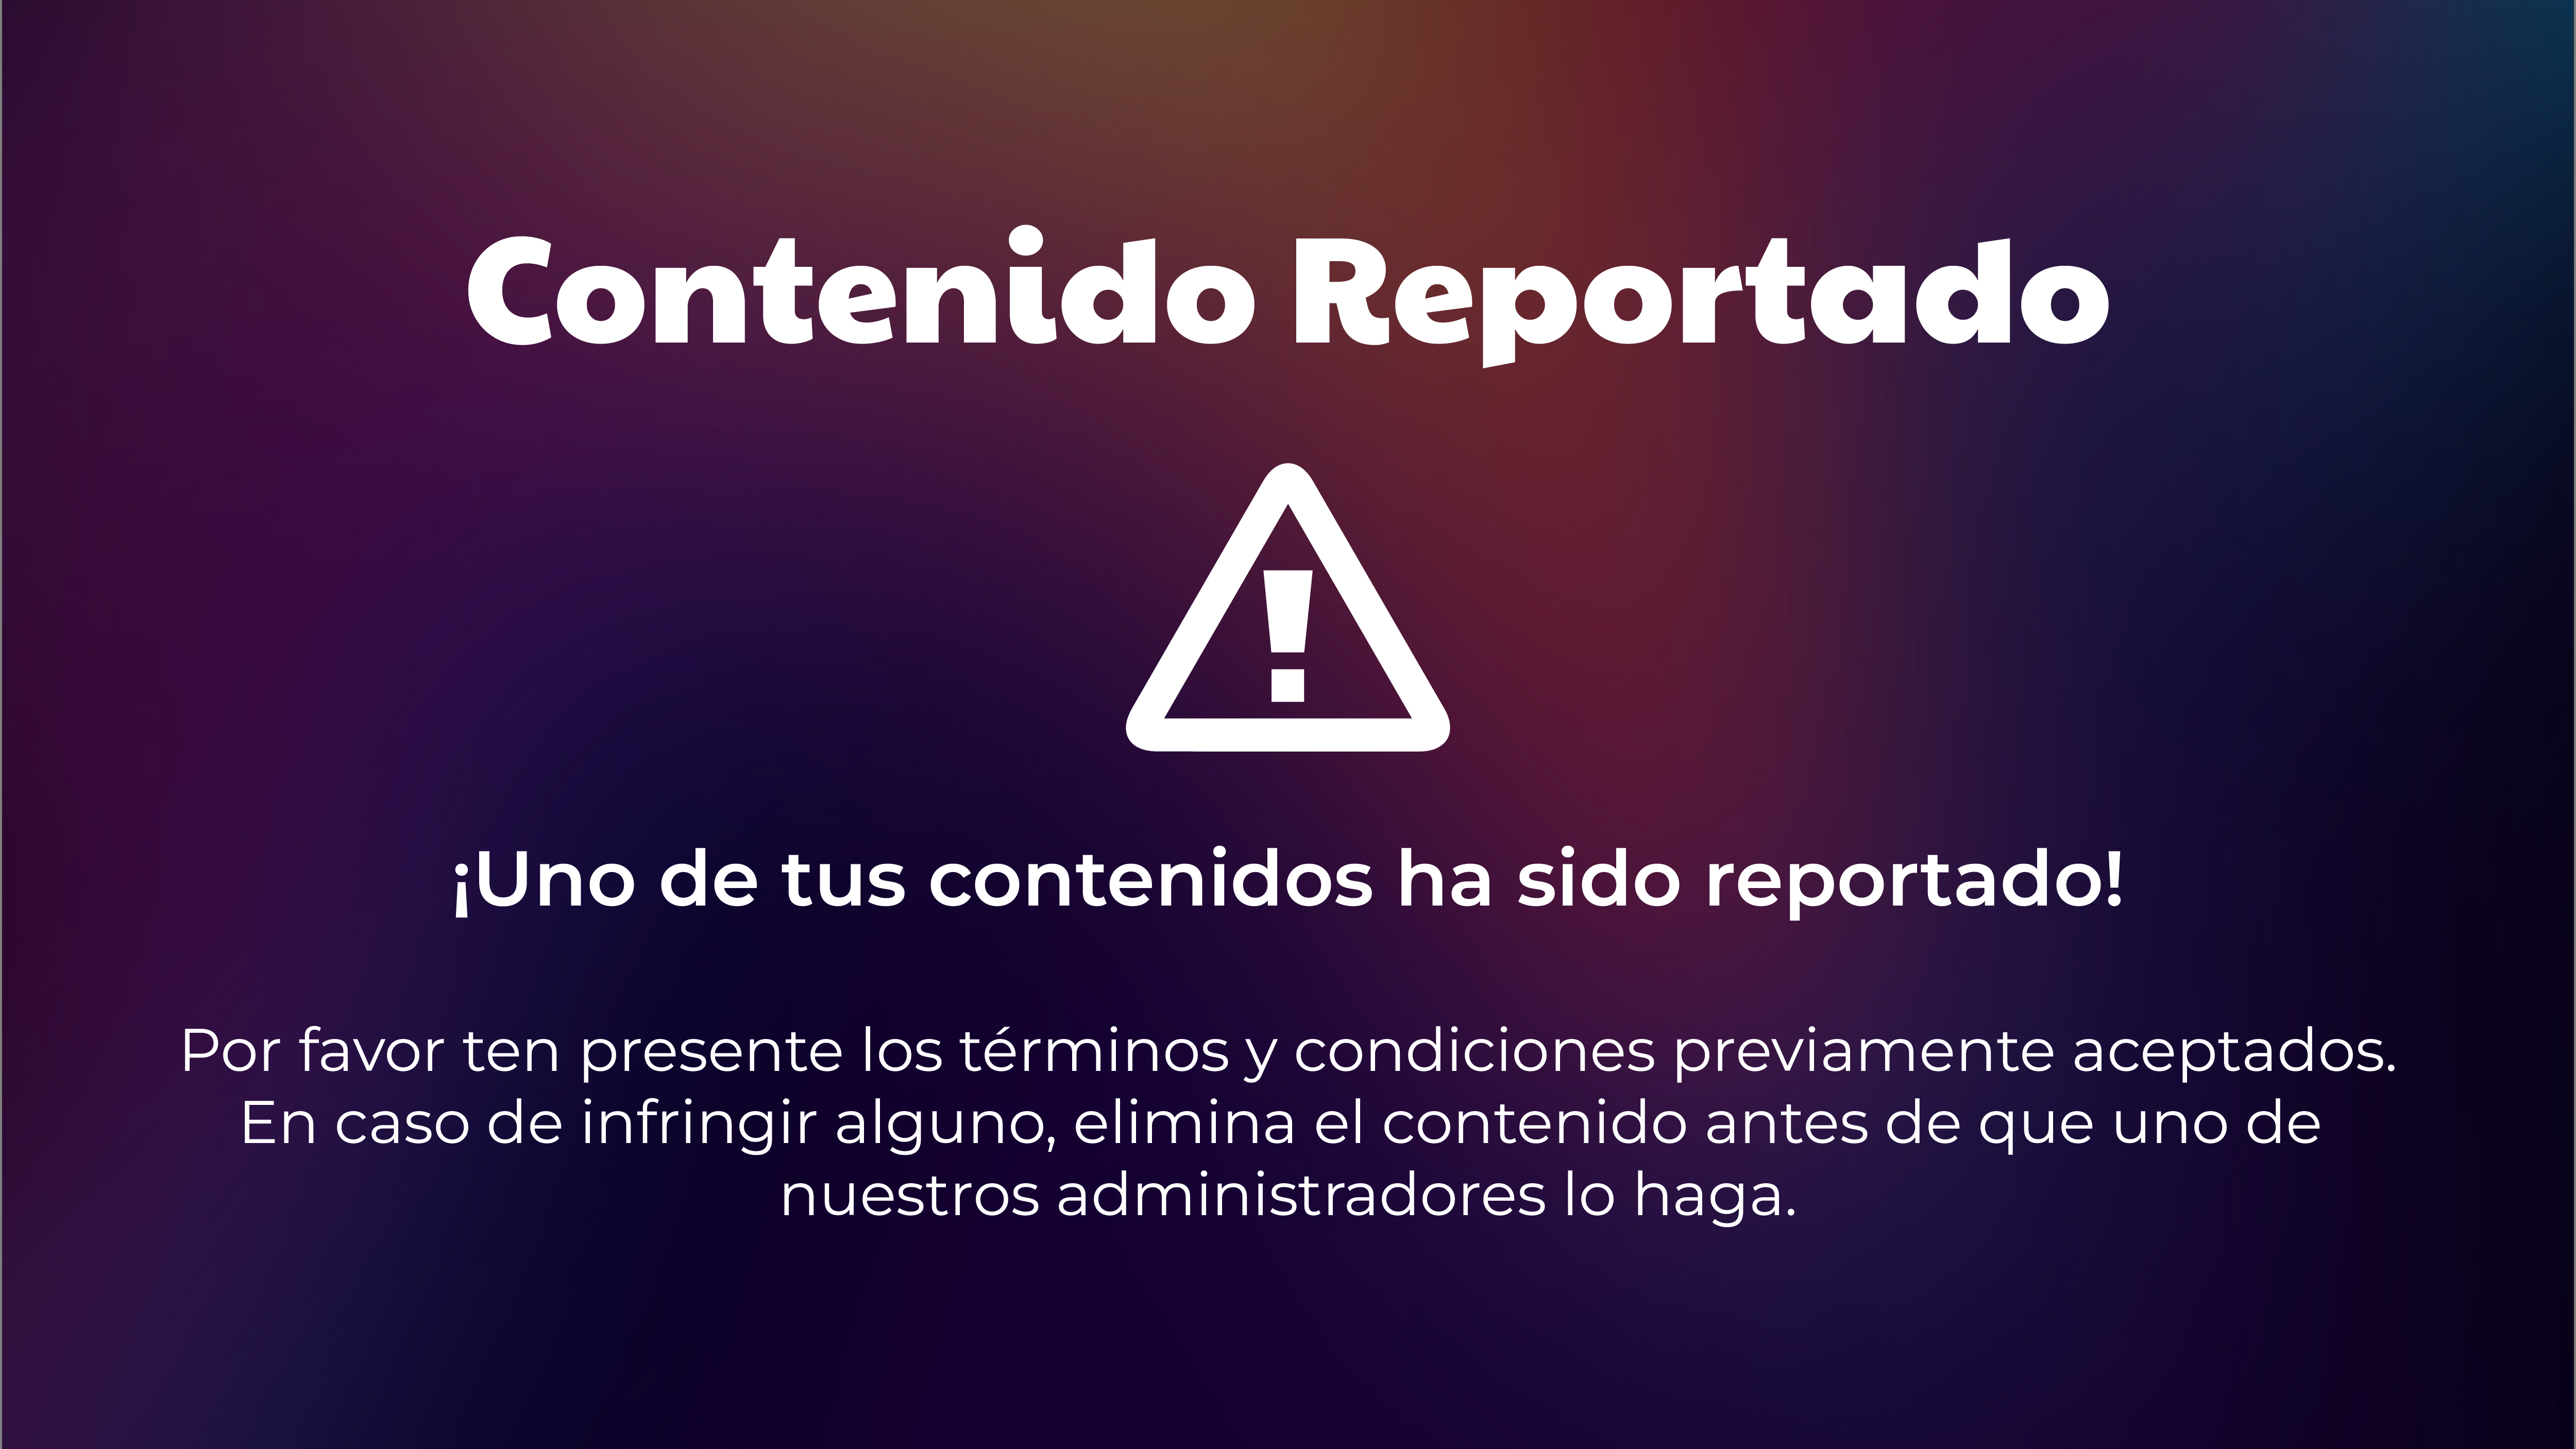 Contenido Reportado
¡Uno de tus contenidos ha sido reportado!
Por favor ten presente los términos y condiciones previamente aceptados.
En caso de infringir alguno, elimina el contenido antes de que uno de
nuestros administradores lo haga.